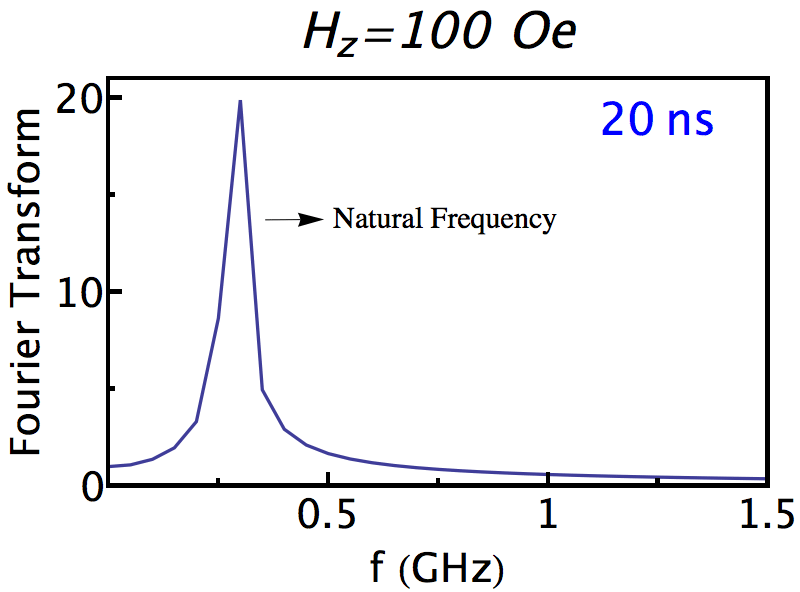 Hz=100 Oe
20 ns
Natural Frequency
Fourier Transform
20
10
0
0.5
1
1.5
f (GHz)